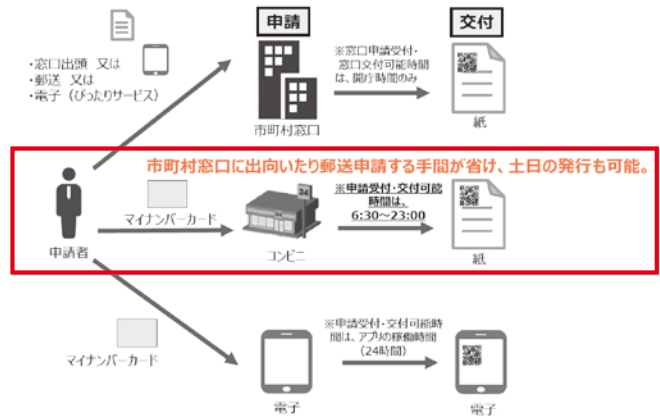 申請
交付
・窓口出頭 又は
・郵送 又は
・電子（ぴったりサービス）
※窓口申請受付・
窓口交付可能時間
は、開庁時間のみ
市町村窓口
紙
市町村窓口に出向いたり郵送申請する手間が省け、土日の発行も可能。
マイナンバーカード
24
24
※申請受付・交付可能
時間は、
6:30～23:00
申請者
コンビニ
紙
マイナンバーカード
※申請受付・交付可能時
間は、アプリの稼働時間
（24時間）
電子
電子